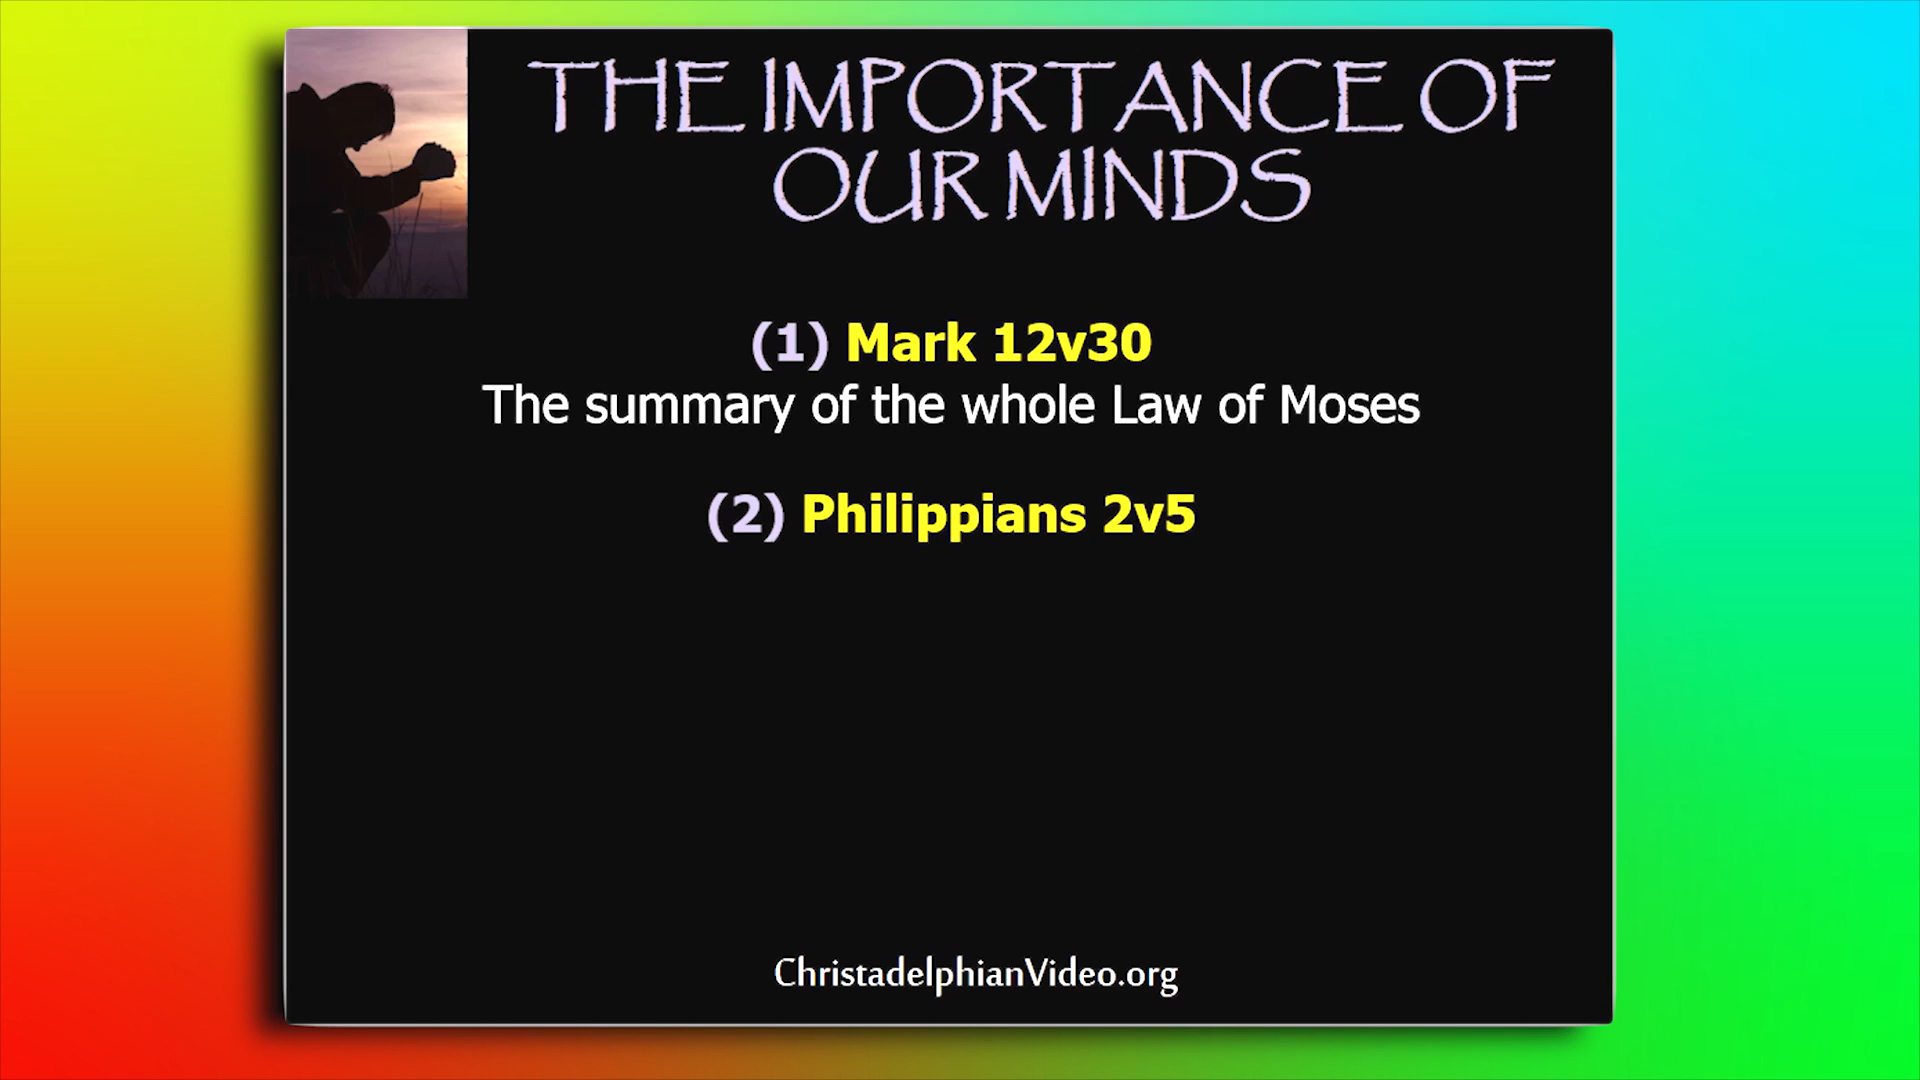 THE IMPORTANCE OF
OUR MINDS
(1) Mark 12v30
The summary of the whole Law of Moses
(2) Philippians 2v5
ChristadelphianVideo.org